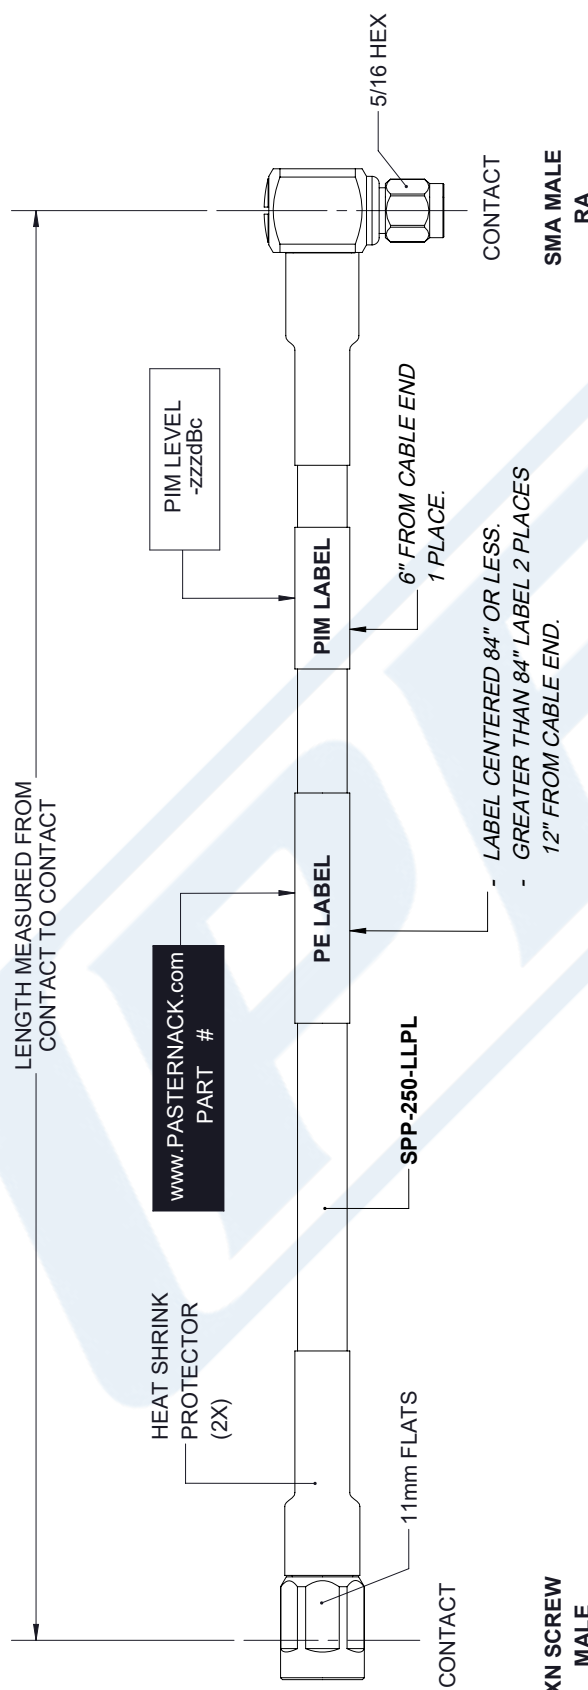 LENGTH MEASURED FROM
CONTACT TO CONTACT
HEAT SHRINK
PROTECTOR
(2X)
www.PASTERNACK.com
PART #
PIM LEVEL
-zzzdBc
PE LABEL
PIM LABEL
11mm FLATS
SPP-250-LLPL
6" FROM CABLE END
1 PLACE.
5/16 HEX
- LABEL CENTERED 84" OR LESS.
- GREATER THAN 84" LABEL 2 PLACES
12" FROM CABLE END.
CONTACT
CONTACT
XN SCREW
MALE
SMA MALE
RA